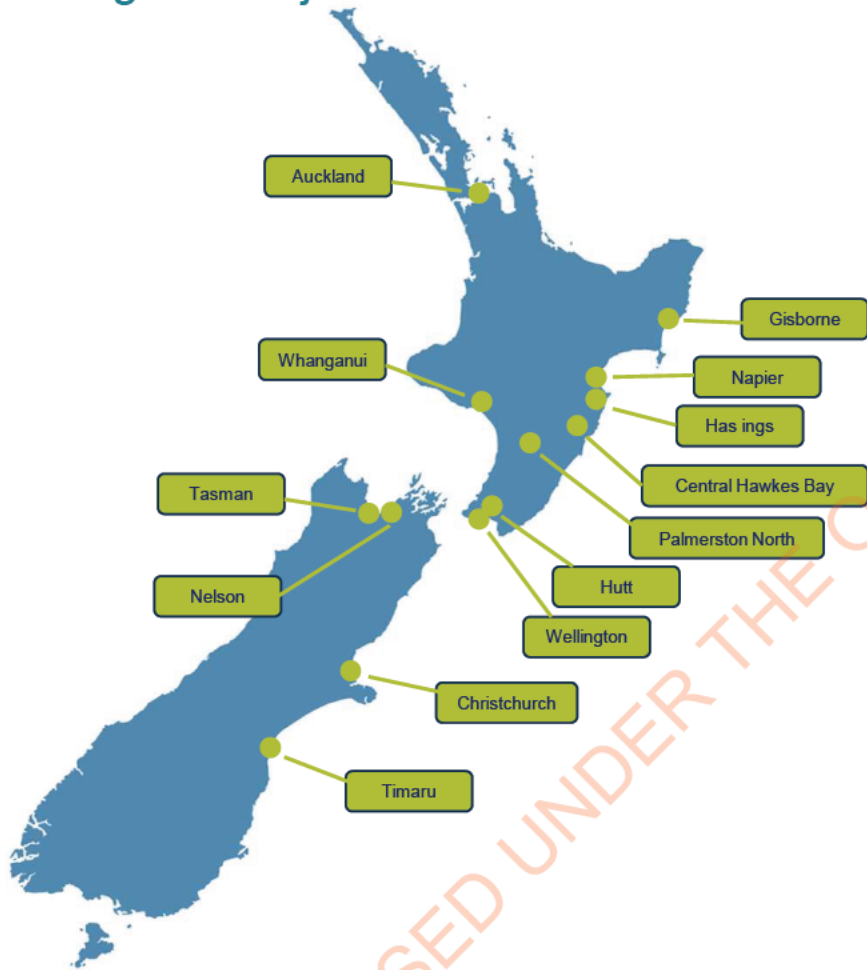 Auckland
Gisborne
Whanganui
Napier
Has ings
Central Hawkes Bay
Tasman
Palmerston North
Hutt
Nelson
Wellington
Christchurch
Timaru
SED UNDER THE